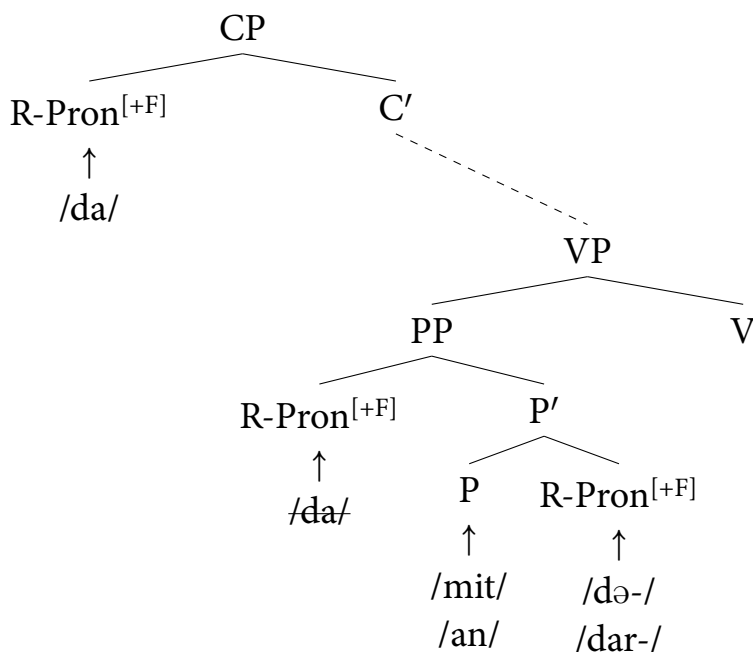 CP
R-Pron[+F] C′
↑
/da/
VP
PP V
R-Pron[+F] P′
↑ P R-Pron[+F]
/da/ ↑ ↑
/mit/ /də-/
/an/ /dar-/